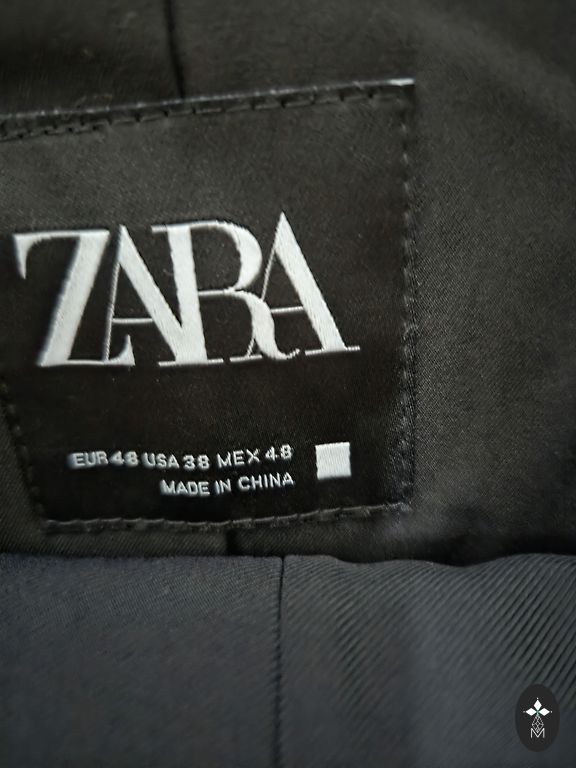 ZARA
EUR 48 USA 38 MEX 48
MADE IN CHINA
M